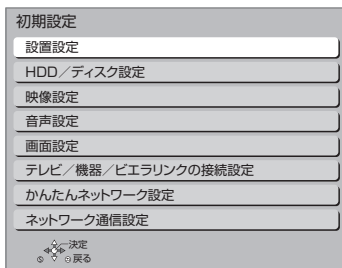 初期設定
設置設定
HDD／ディスク設定
映像設定
音声設定
画面設定
テレビ／機器／ビエラリンクの接続設定
かんたんネットワーク設定
ネットワーク通信設定
決定
戻る